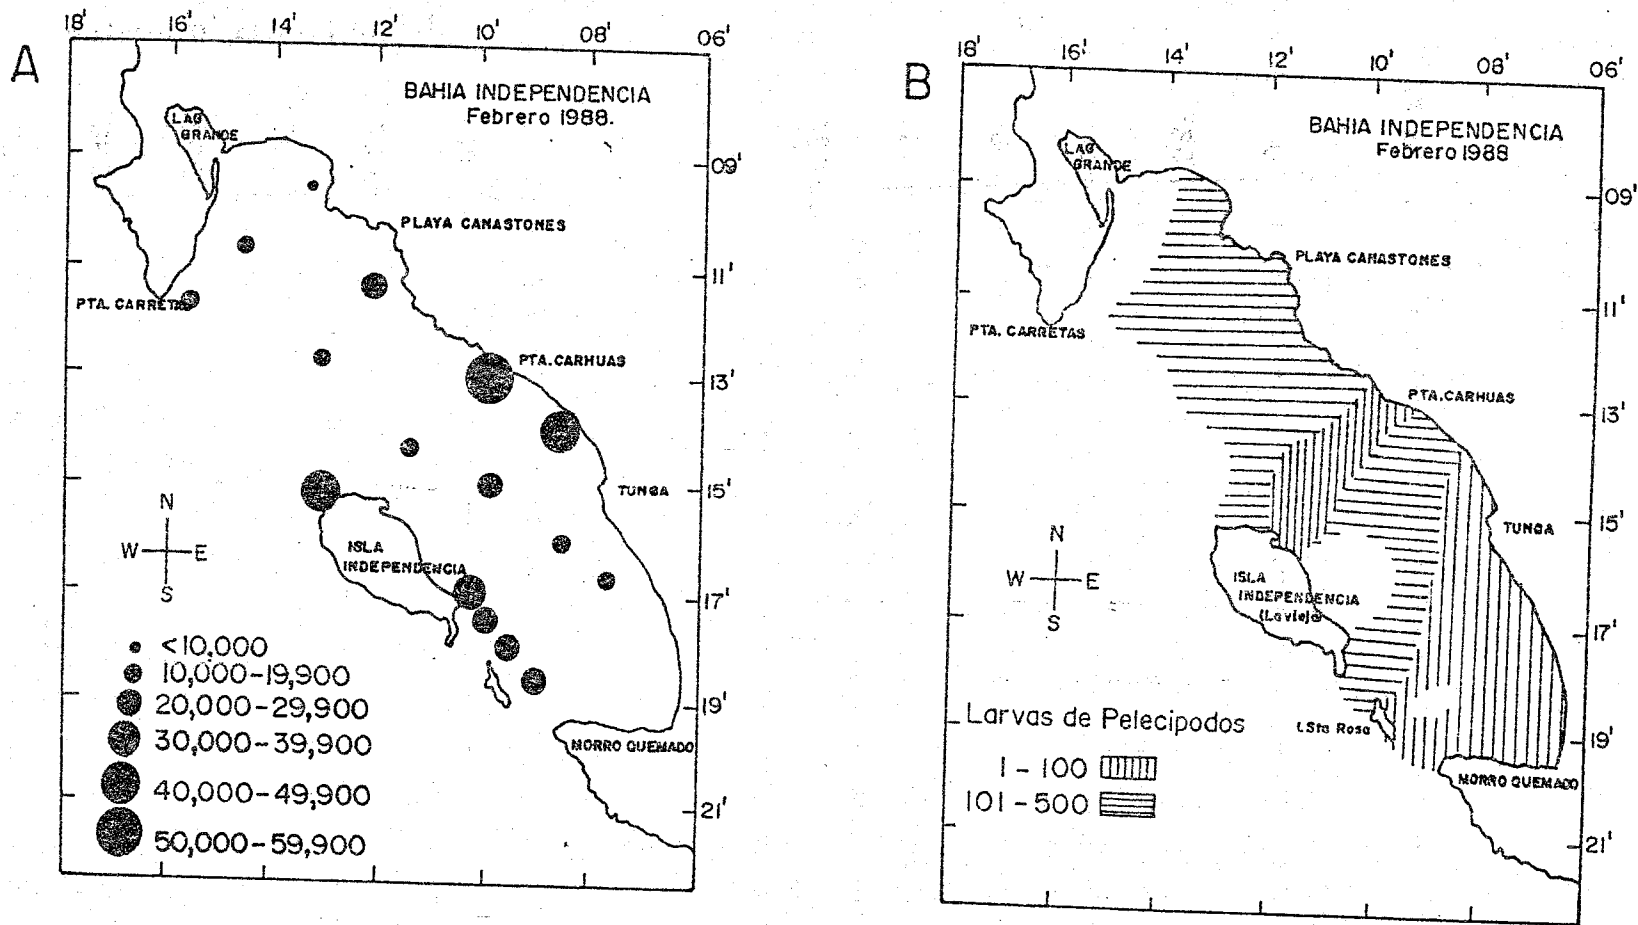 A
18' 16' 14' 12' 10' 08' 06'
BAHIA INDEPENDENCIA
Febrero 1988.
LAG
GRANDE
09'
PLAYA CANASTONES
11'
PTA. CARRETAS
PTA. CARHUAS
13'
TUNGA
15'
N
W E
S
ISLA
INDEPENDENCIA
17'
<10,000
10,000-19,900
20,000-29,900
30,000-39,900
40,000-49,900
50,000-59,900
19'
MORRO QUEMADO
21'
B
18' 16' 14' 12' 10' 08' 06'
BAHIA INDEPENDENCIA
Febrero 1988
LAG
GRANDE
09'
PLAYA CANASTONES
11'
PTA. CARRETAS
PTA. CARHUAS
13'
TUNGA
15'
N
W E
S
ISLA
INDEPENDENCIA
(La vieja)
17'
Larvas de Pelecipodos
1-100
101-500
I. Sta Rosa
19'
MORRO QUEMADO
21'